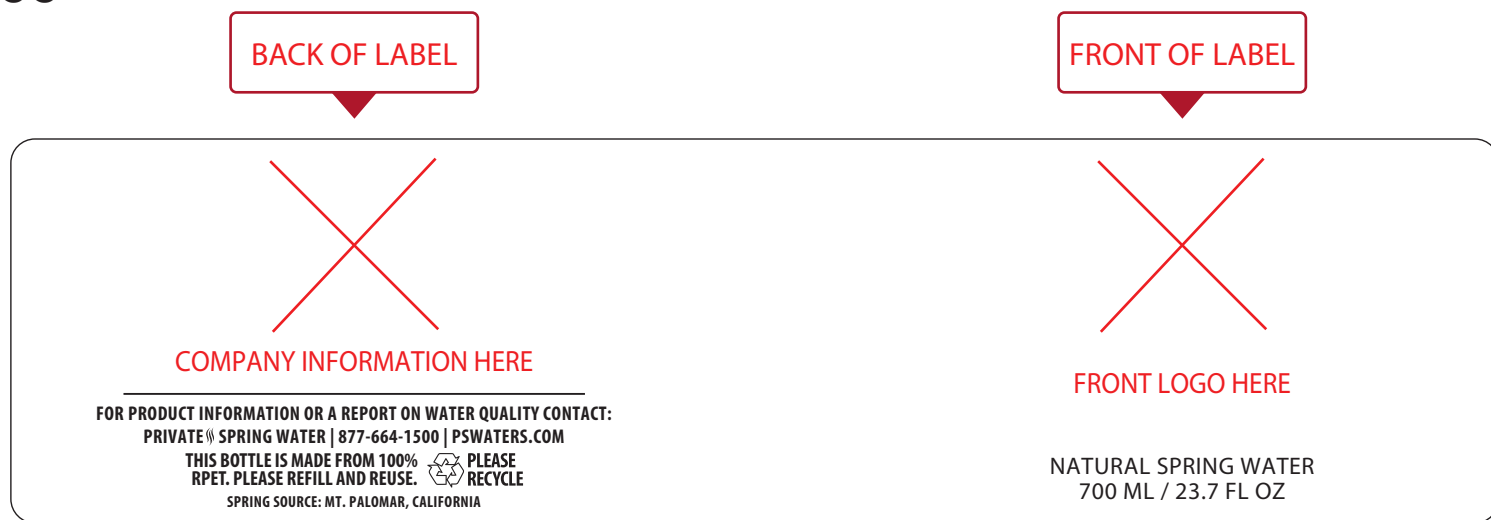 BACK OF LABEL
FRONT OF LABEL
COMPANY INFORMATION HERE
FOR PRODUCT INFORMATION OR A REPORT ON WATER QUALITY CONTACT:
PRIVATE SPRING WATER | 877-664-1500 | PSWATERS.COM
THIS BOTTLE IS MADE FROM 100%
RPET. PLEASE REFILL AND REUSE.
PLEASE
RECYCLE
SPRING SOURCE: MT. PALOMAR, CALIFORNIA
FRONT LOGO HERE
NATURAL SPRING WATER
700 ML / 23.7 FL OZ